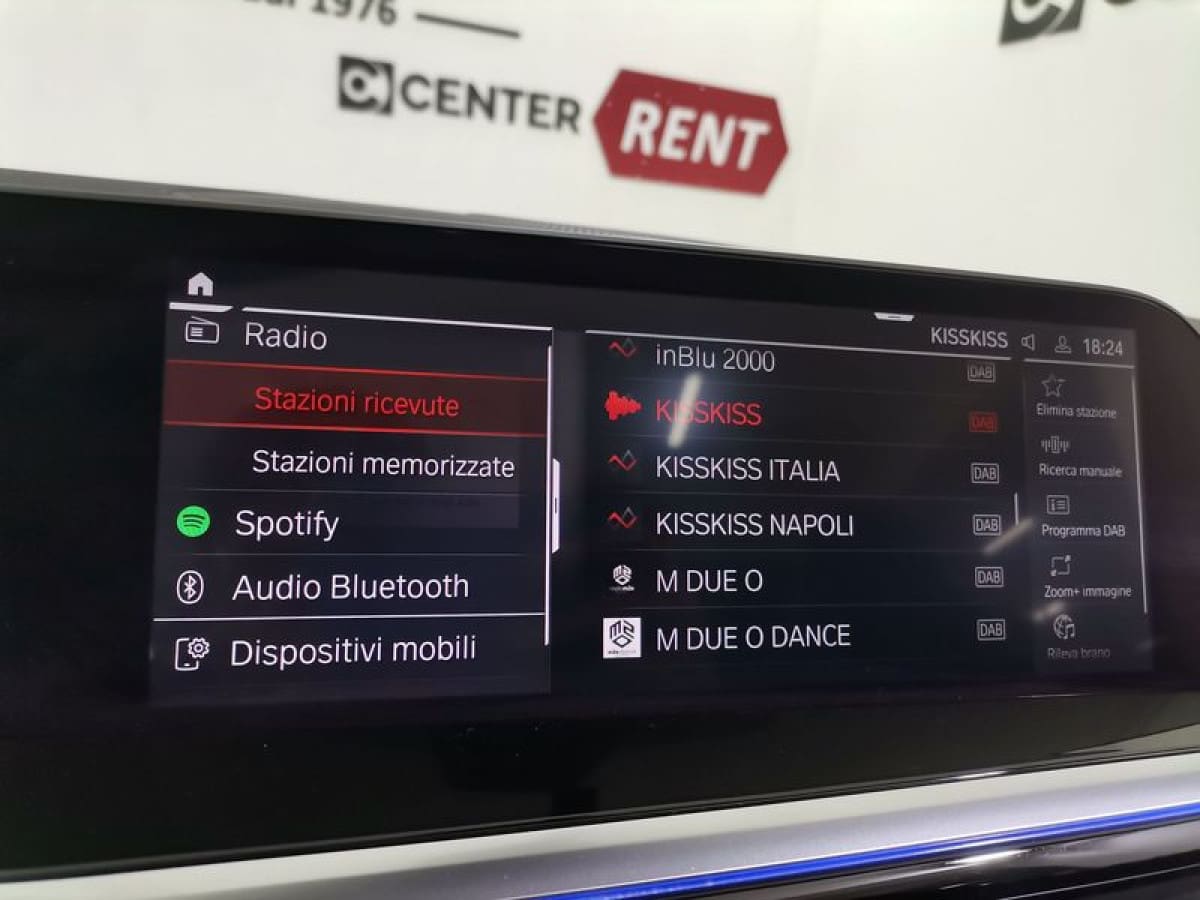 1976
CENTER RENT
Radio
Stazioni ricevute
Stazioni memorizzate
Spotify
Audio Bluetooth
Dispositivi mobili
KISSKISS 18:24
inBlu 2000 DAB
KISSKISS DAB
KISSKISS ITALIA DAB
KISSKISS NAPOLI DAB
M DUE O DAB
M DUE O DANCE DAB
Elimina stazione
Ricerca manuale
Programma DAB
Zoom+ immagine
Rileva brano